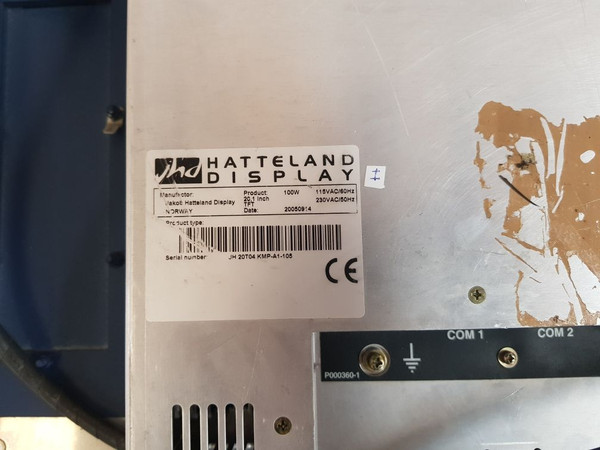 jhd HATTELAND
DISPLAY
Manufactor: Product: 100W 115VAC/60Hz
Jakob Hatteland Display 20.1 Inch 230VAC/50Hz
NORWAY TFT
Date: 20050914
Product type:
Serial number: JH 20T04 KMP-A1-105
CE
COM 1 COM 2
P000360-1